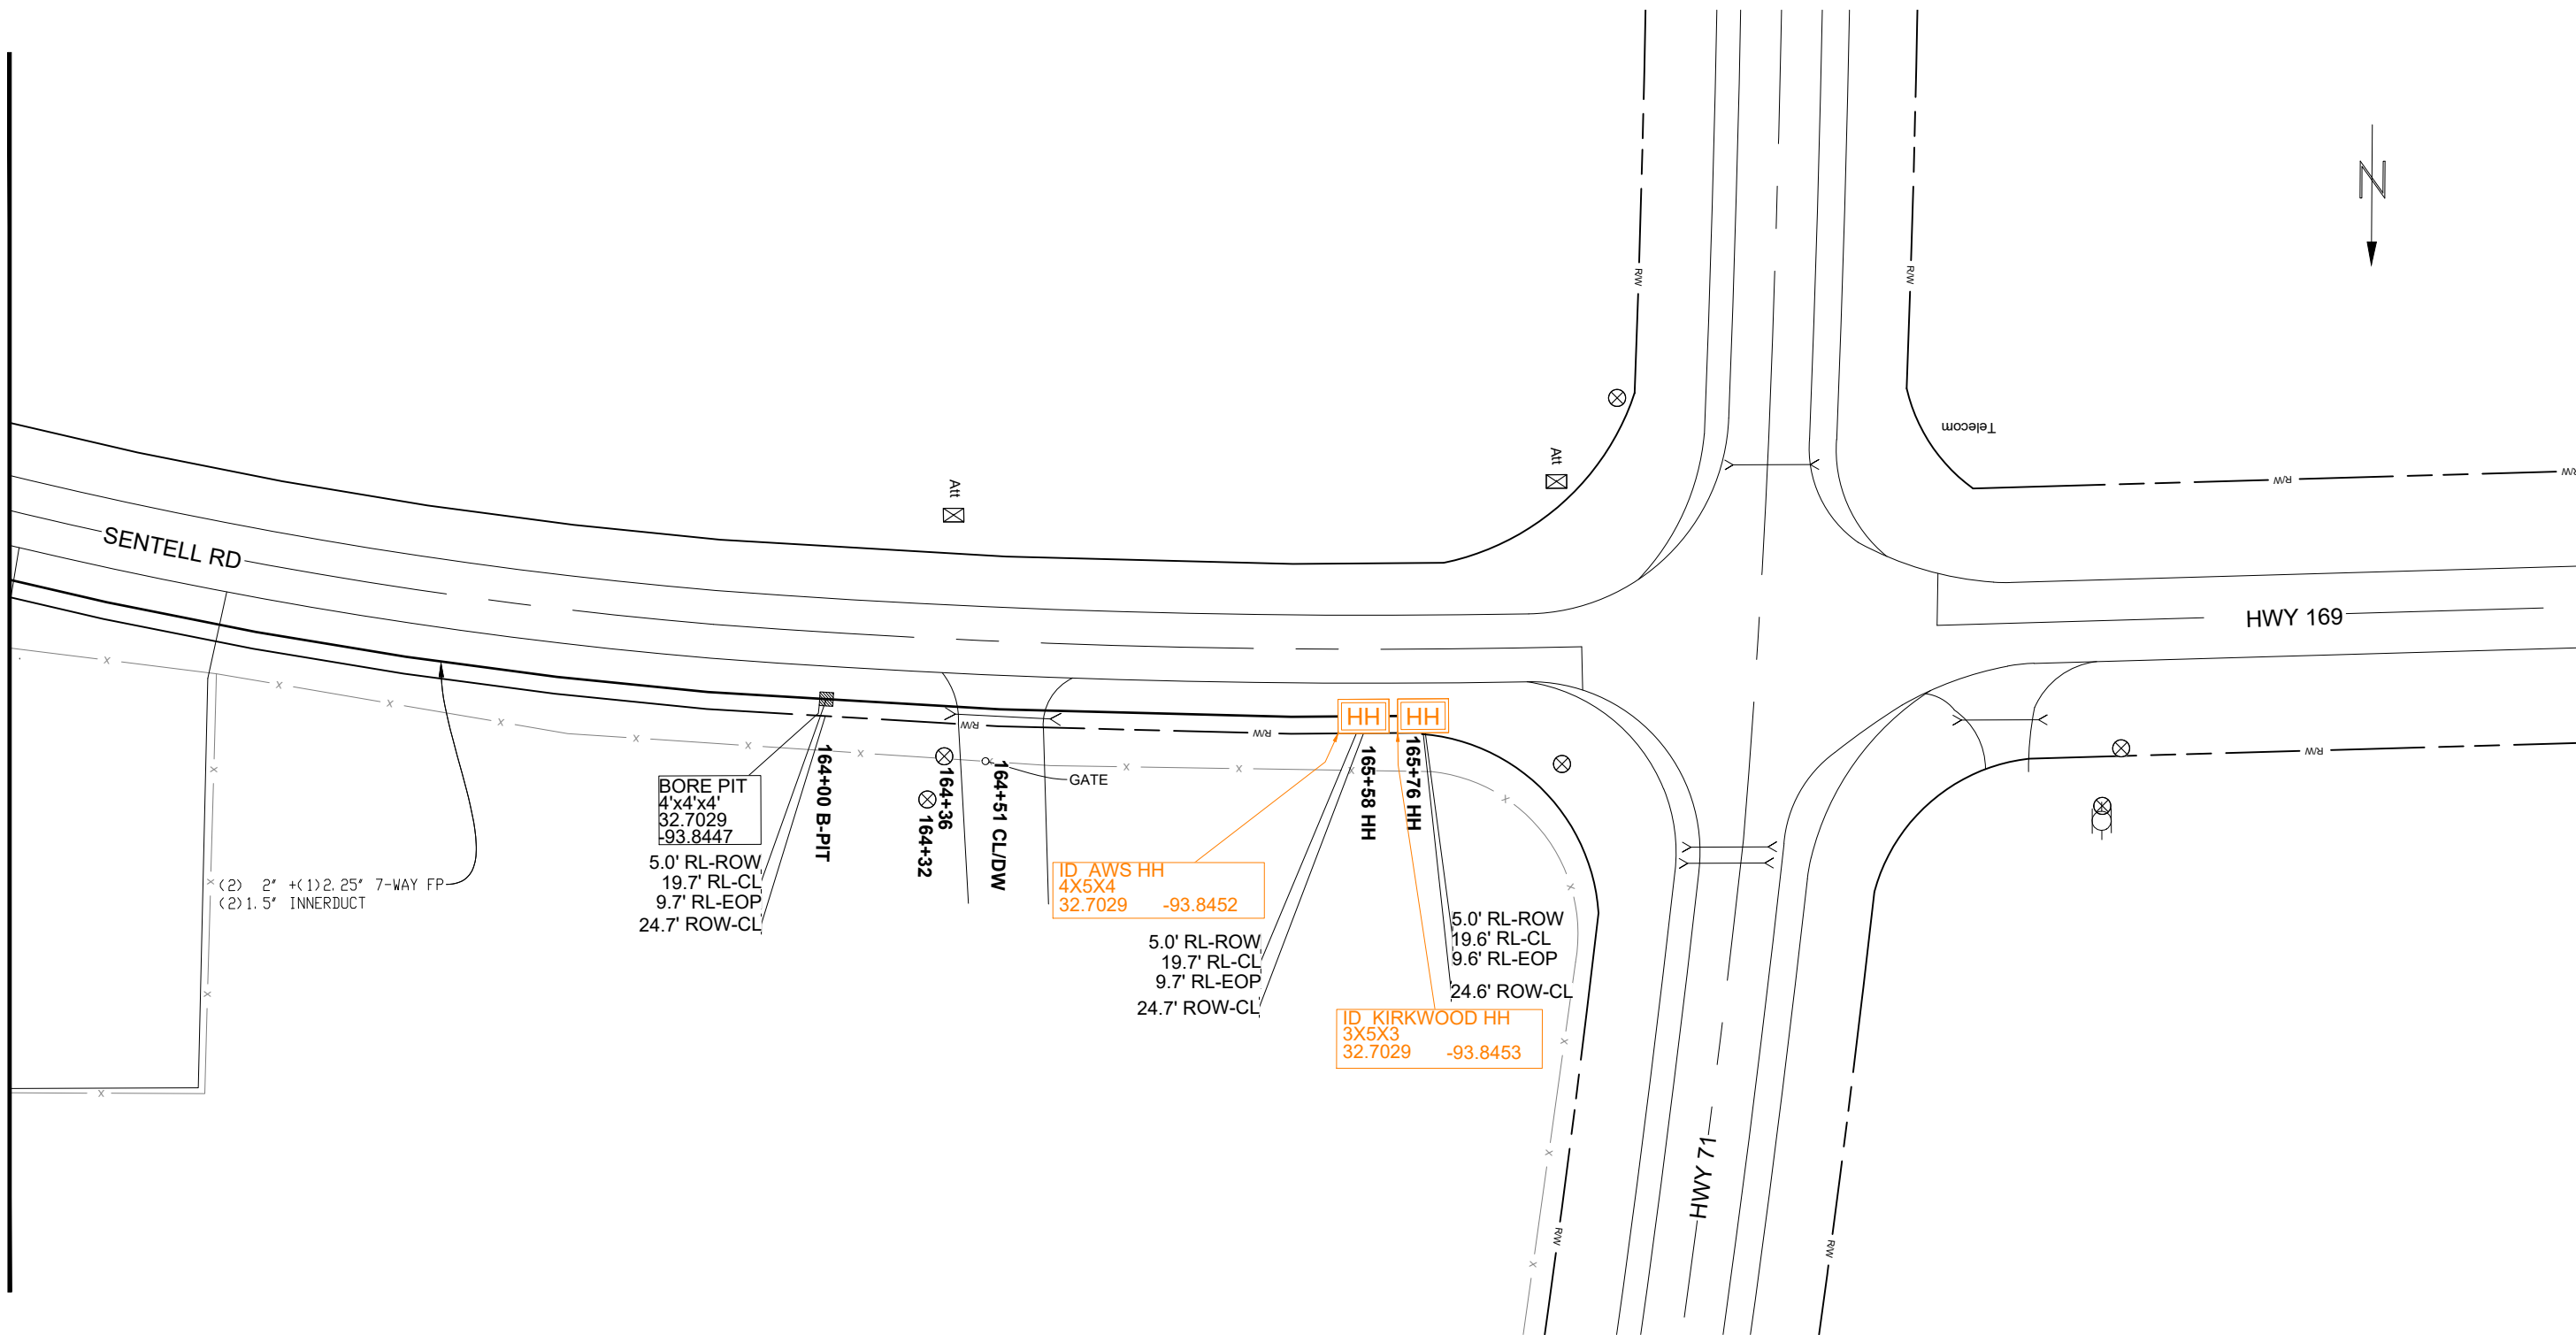 N
R/W
R/W
Telecom
Att
Att
R/W
R/W
SENTELL RD
HWY 169
HH
HH
R/W
R/W
R/W
164+00 B-PIT
164+36
164+32
164+51 CL/DW
GATE
165+58 HH
165+76 HH
BORE PIT
4'x4'x4'
32.7029
-93.8447
5.0' RL-ROW
19.7' RL-CL
9.7' RL-EOP
24.7' ROW-CL
(2) 2" +(1)2.25" 7-WAY FP
(2)1.5" INNERDUCT
ID AWS HH
4X5X4
32.7029 -93.8452
5.0' RL-ROW
19.7' RL-CL
9.7' RL-EOP
24.7' ROW-CL
5.0' RL-ROW
19.6' RL-CL
9.6' RL-EOP
24.6' ROW-CL
ID KIRKWOOD HH
3X5X3
32.7029 -93.8453
HWY 71
R/W
R/W